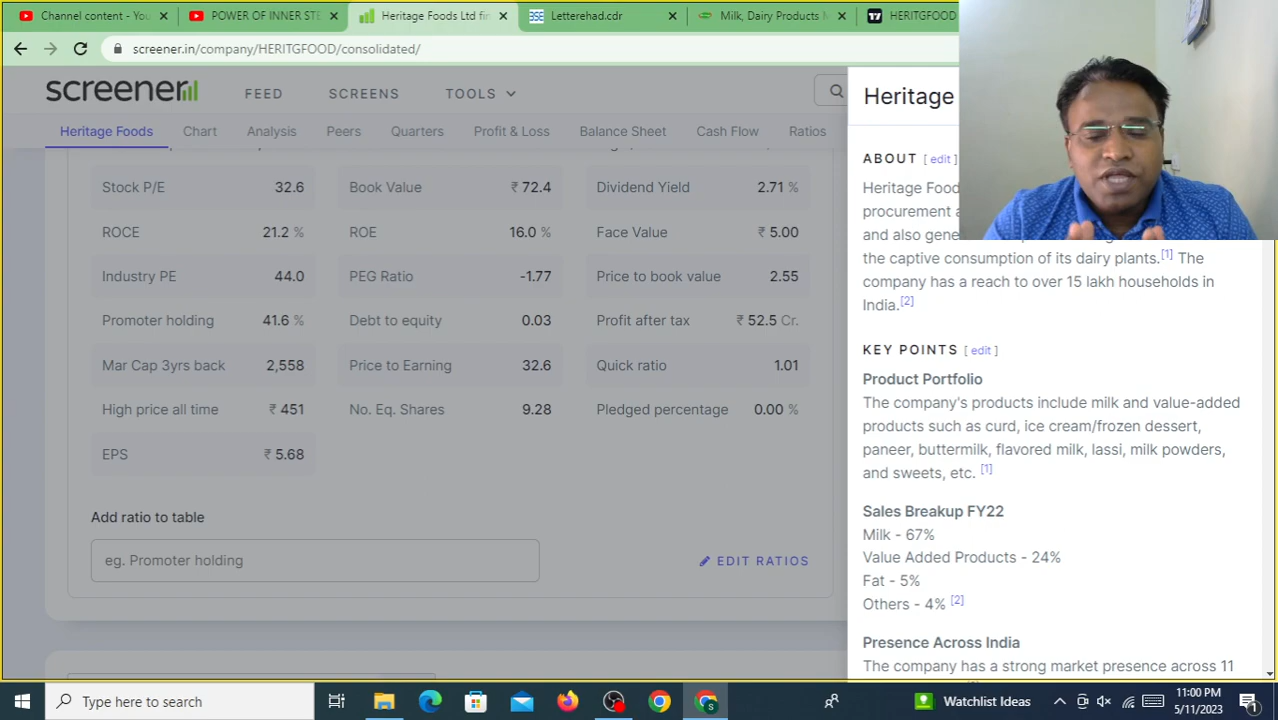 Channel content - You
POWER OF INNER STE
Heritage Foods Ltd fin
Letterehad.cdr
Milk, Dairy Products M
HERITGFOOD
screener.in/company/HERITGFOOD/consolidated/
screener
FEED
SCREENS
TOOLS
Heritage Foods
Chart
Analysis
Peers
Quarters
Profit & Loss
Balance Sheet
Cash Flow
Ratios
Stock P/E 32.6
Book Value ₹ 72.4
Dividend Yield 2.71 %
ROCE 21.2 %
ROE 16.0 %
Face Value ₹ 5.00
Industry PE 44.0
PEG Ratio -1.77
Price to book value 2.55
Promoter holding 41.6 %
Debt to equity 0.03
Profit after tax ₹ 52.5 Cr.
Mar Cap 3yrs back 2,558
Price to Earning 32.6
Quick ratio 1.01
High price all time ₹ 451
No. Eq. Shares 9.28
Pledged percentage 0.00 %
EPS ₹ 5.68
Add ratio to table
eg. Promoter holding
EDIT RATIOS
Heritage
ABOUT [ edit ]
Heritage Food
procurement
and also gene
the captive consumption of its dairy plants.[1] The
company has a reach to over 15 lakh households in
India.[2]
KEY POINTS [ edit ]
Product Portfolio
The company's products include milk and value-added
products such as curd, ice cream/frozen dessert,
paneer, buttermilk, flavored milk, lassi, milk powders,
and sweets, etc. [1]
Sales Breakup FY22
Milk - 67%
Value Added Products - 24%
Fat - 5%
Others - 4% [2]
Presence Across India
The company has a strong market presence across 11
Type here to search
Watchlist Ideas
11:00 PM
5/11/2023